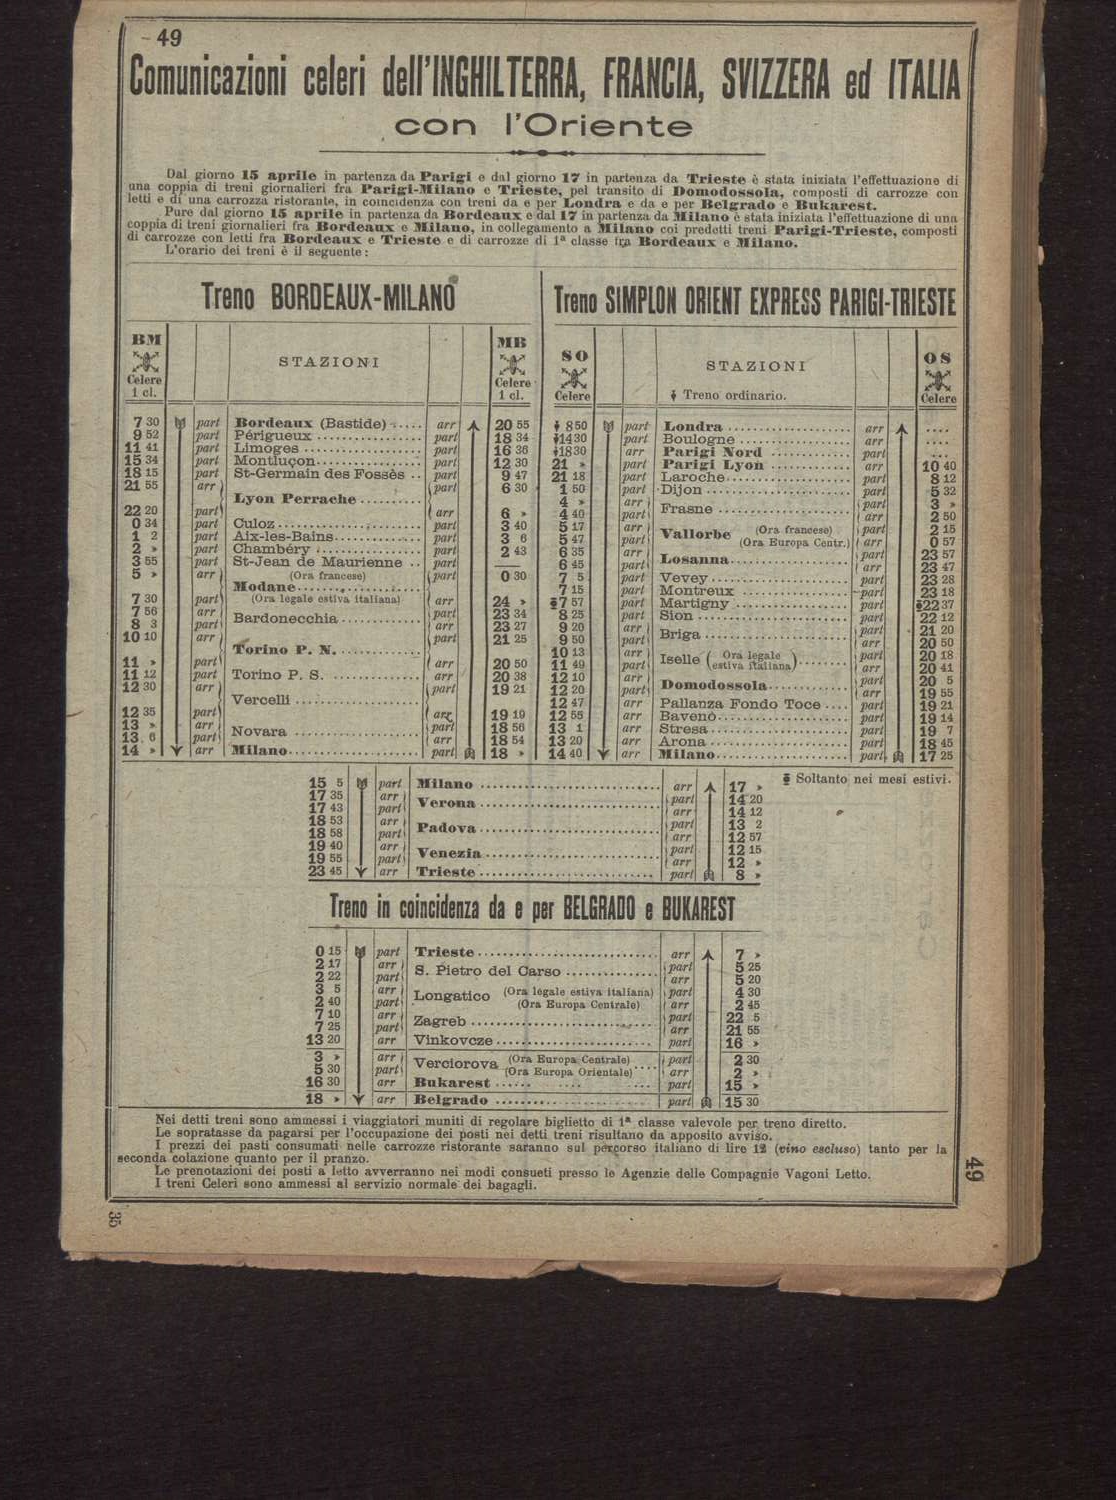 49
Comunicazioni celeri dell'INGHILTERRA, FRANCIA, SVIZZERA ed ITALIA
con l'Oriente
Dal giorno 15 aprile in partenza da Parigi e dal giorno 17 in partenza da Trieste è stata iniziata l'effettuazione di
una coppia di treni giornalieri fra Parigi-Milano e Trieste, pel transito di Domodossola, composti di carrozze con
letti e di una carrozza ristorante, in coincidenza con treni da e per Londra e da e per Belgrado e Bukarest.
Pure dal giorno 15 aprile in partenza da Bordeaux e dal 17 in partenza da Milano è stata iniziata l'effettuazione di una
coppia di treni giornalieri fra Bordeaux e Milano, in collegamento a Milano coi predetti treni Parigi-Trieste, composti
di carrozze con letti fra Bordeaux e Trieste e di carrozze di 1ª classe tra Bordeaux e Milano.
L'orario dei treni è il seguente:
Treno BORDEAUX-MILANO
BM Celere 1 cl. STAZIONI MB Celere 1 cl.
7 30 part Bordeaux (Bastide) arr 20 55
9 52 part Périgueux part 18 34
11 41 part Limoges part 16 36
15 34 part Montluçon part 12 30
18 15 part St-Germain des Fossés part 9 47
21 55 arr Lyon Perrache part 6 30
22 20 part arr 6 »
0 34 part Culoz part 3 40
1 2 part Aix-les-Bains part 3 6
2 » part Chambéry part 2 43
3 55 part St-Jean de Maurienne part —
5 » arr Modane (Ora francese) part 0 30
7 30 part (Ora legale estiva italiana) arr 24 »
7 56 arr Bardonecchia part 23 34
8 3 part arr 23 27
10 10 arr Torino P. N. part 21 25
11 » part arr 20 50
11 12 part Torino P. S. arr 20 38
12 30 arr Vercelli part 19 21
12 35 part arr 19 19
13 » arr Novara part 18 56
13 6 part arr 18 54
14 » arr Milano part 18 »
Treno SIMPLON ORIENT EXPRESS PARIGI-TRIESTE
SO Celere STAZIONI Treno ordinario. OS Celere
8 50 part Londra arr ....
14 30 part Boulogne arr ....
18 30 arr Parigi Nord part ...
21 » part Parigi Lyon arr 10 40
21 18 part Laroche part 8 12
1 50 part Dijon part 5 32
4 » arr Frasne part 3 »
4 40 part arr 2 50
5 17 arr Vallorbe (Ora francese) part 2 15
5 47 part (Ora Europa Centr.) arr 0 57
6 35 arr Losanna part 23 57
6 45 part arr 23 47
7 5 part Vevey part 23 28
7 15 part Montreux part 23 18
7 57 part Martigny part 22 37
8 25 part Sion part 22 12
9 20 arr Briga part 21 20
9 50 part arr 20 50
10 13 arr Iselle (Ora legale estiva italiana) part 20 18
11 49 part arr 20 41
12 10 arr Domodossola part 20 5
12 20 part arr 19 55
12 47 arr Pallanza Fondo Toce part 19 21
12 55 arr Baveno part 19 14
13 1 arr Stresa part 19 7
13 20 arr Arona part 18 45
14 40 arr Milano part 17 25
Soltanto nei mesi estivi.
15 5 part Milano arr 17 »
17 35 arr Verona part 14 20
17 43 part arr 14 12
18 53 arr Padova part 13 2
18 58 part arr 12 57
19 40 arr Venezia part 12 15
19 55 part arr 12 »
23 45 arr Trieste part 8 »
Treno in coincidenza da e per BELGRADO e BUKAREST
0 15 part Trieste arr 7 »
2 17 arr S. Pietro del Carso part 5 25
2 22 part arr 5 20
3 5 arr Longatico (Ora legale estiva italiana) part 4 30
2 40 part (Ora Europa Centrale) arr 2 45
7 10 arr Zagreb part 22 5
7 25 part arr 21 55
13 20 arr Vinkovcze part 16 »
3 » arr Verciorova (Ora Europa Centrale) part 2 30
5 30 part (Ora Europa Orientale) arr 2 »
16 30 arr Bukarest part 15 »
18 » arr Belgrado part 15 30
Nei detti treni sono ammessi i viaggiatori muniti di regolare biglietto di 1ª classe valevole per treno diretto.
Le sopratasse da pagarsi per l'occupazione dei posti nei detti treni risultano da apposito avviso.
I prezzi dei pasti consumati nelle carrozze ristorante saranno sul percorso italiano di lire 12 (vino escluso) tanto per la
seconda colazione quanto per il pranzo.
Le prenotazioni dei posti a letto avverranno nei modi consueti presso le Agenzie delle Compagnie Vagoni Letto.
I treni Celeri sono ammessi al servizio normale dei bagagli.
49
35